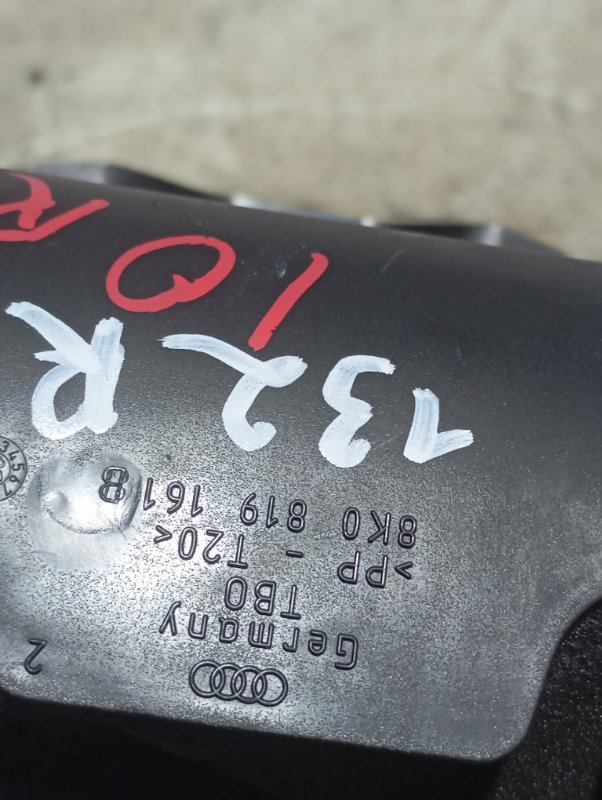 2
Germany
TBO
>PP - T20<
8K0 819 161B
132R
10R